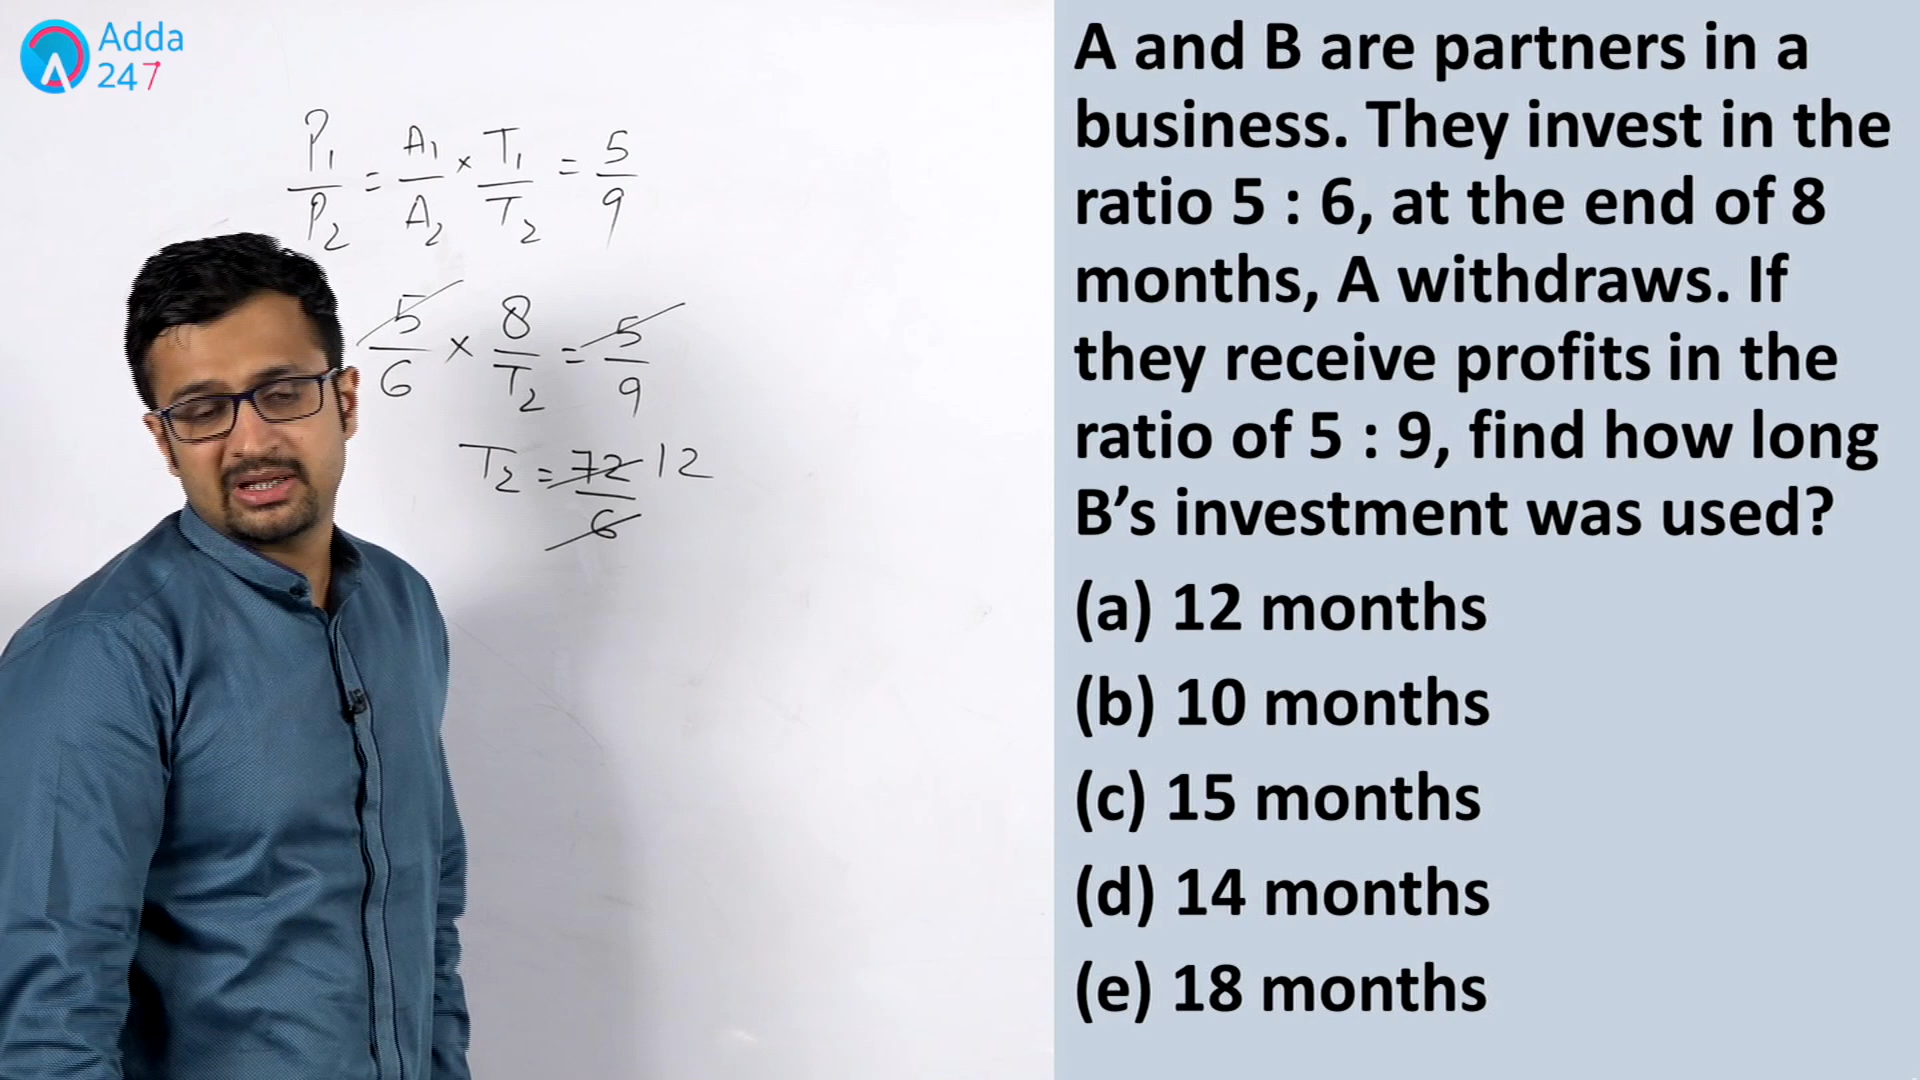 Adda
247
P₁/P₂ = A₁/A₂ × T₁/T₂ = 5/9
5/6 × 8/T₂ = 5/9
T₂ = 72/6 12
A and B are partners in a
business. They invest in the
ratio 5 : 6, at the end of 8
months, A withdraws. If
they receive profits in the
ratio of 5 : 9, find how long
B’s investment was used?
(a) 12 months
(b) 10 months
(c) 15 months
(d) 14 months
(e) 18 months